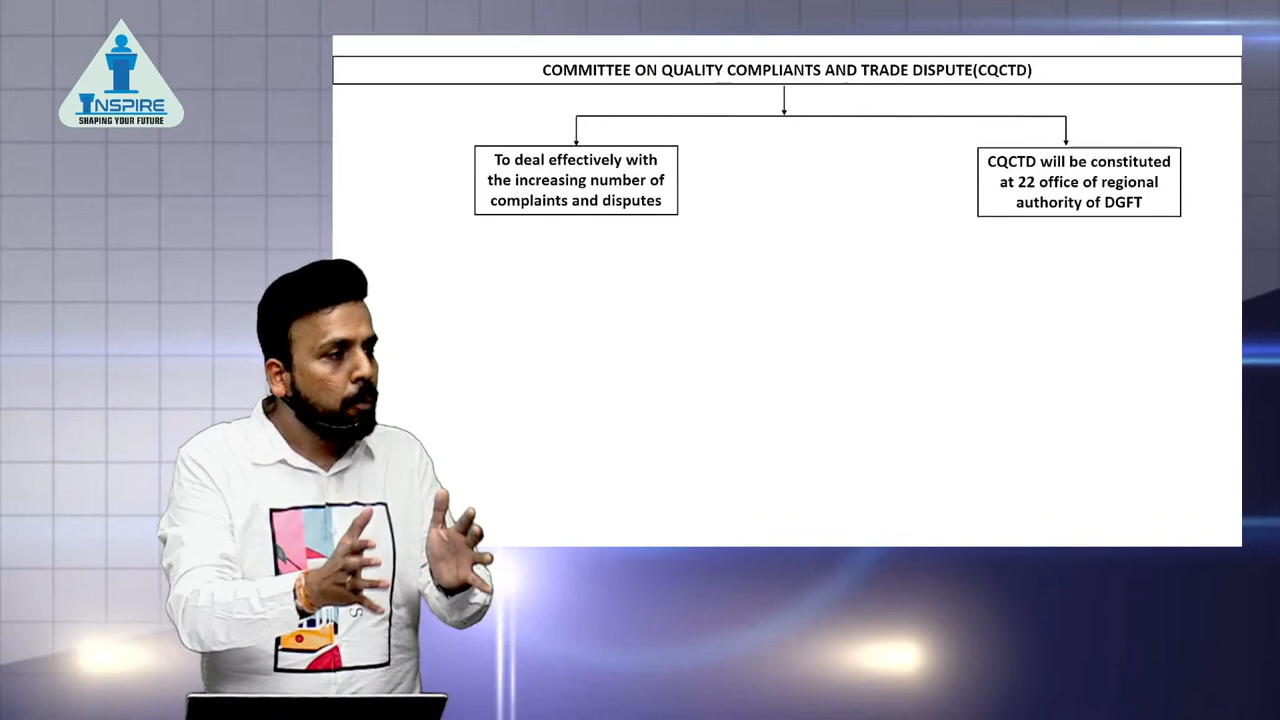 INSPIRE
SHAPING YOUR FUTURE
COMMITTEE ON QUALITY COMPLIANTS AND TRADE DISPUTE(CQCTD)
To deal effectively with
the increasing number of
complaints and disputes
CQCTD will be constituted
at 22 office of regional
authority of DGFT
S